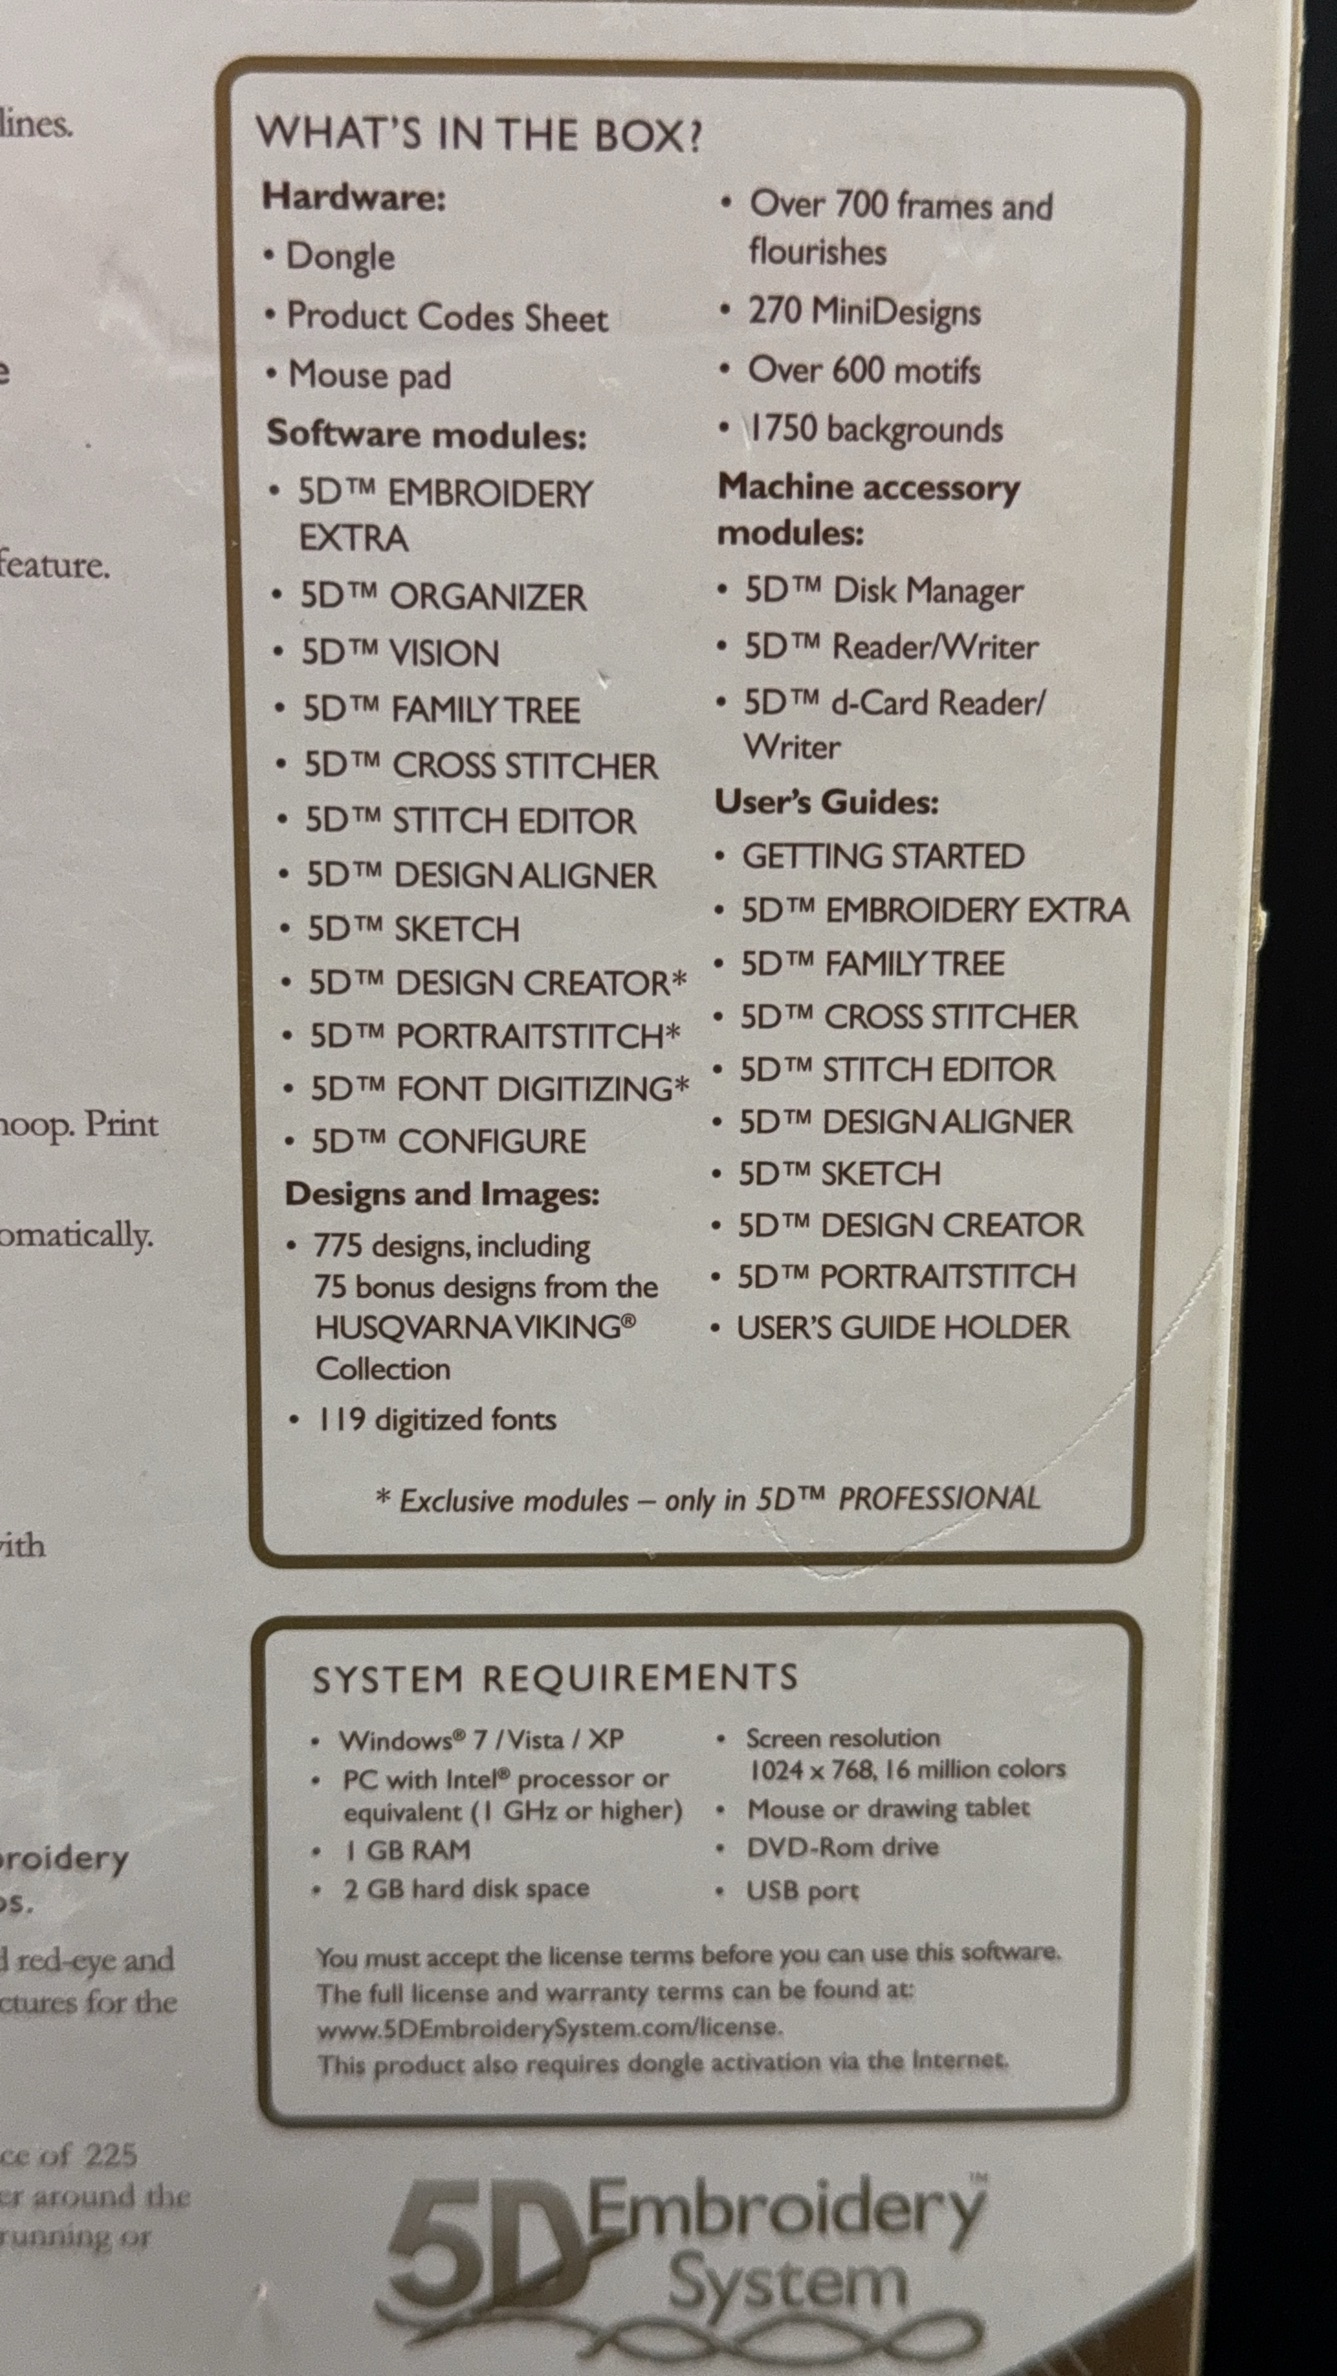 lines.
e
feature.
hoop. Print
omatically.
with
broidery
os.
d red-eye and
ctures for the
ce of 225
er around the
running or
WHAT'S IN THE BOX?
Hardware:
• Dongle
• Product Codes Sheet
• Mouse pad
Software modules:
• 5D™ EMBROIDERY
EXTRA
• 5D™ ORGANIZER
• 5D™ VISION
• 5D™ FAMILY TREE
• 5D™ CROSS STITCHER
• 5D™ STITCH EDITOR
• 5D™ DESIGN ALIGNER
• 5D™ SKETCH
• 5D™ DESIGN CREATOR*
• 5D™ PORTRAITSTITCH*
• 5D™ FONT DIGITIZING*
• 5D™ CONFIGURE
Designs and Images:
• 775 designs, including
75 bonus designs from the
HUSQVARNA VIKING®
Collection
• 119 digitized fonts
• Over 700 frames and
flourishes
• 270 MiniDesigns
• Over 600 motifs
• 1750 backgrounds
Machine accessory
modules:
• 5D™ Disk Manager
• 5D™ Reader/Writer
• 5D™ d-Card Reader/
Writer
User's Guides:
• GETTING STARTED
• 5D™ EMBROIDERY EXTRA
• 5D™ FAMILY TREE
• 5D™ CROSS STITCHER
• 5D™ STITCH EDITOR
• 5D™ DESIGN ALIGNER
• 5D™ SKETCH
• 5D™ DESIGN CREATOR
• 5D™ PORTRAITSTITCH
• USER'S GUIDE HOLDER
* Exclusive modules – only in 5D™ PROFESSIONAL
SYSTEM REQUIREMENTS
• Windows® 7 / Vista / XP
• PC with Intel® processor or
equivalent (1 GHz or higher)
• 1 GB RAM
• 2 GB hard disk space
• Screen resolution
1024 x 768, 16 million colors
• Mouse or drawing tablet
• DVD-Rom drive
• USB port
You must accept the license terms before you can use this software.
The full license and warranty terms can be found at:
www.5DEmbroiderySystem.com/license.
This product also requires dongle activation via the Internet.
5D Embroidery™
System